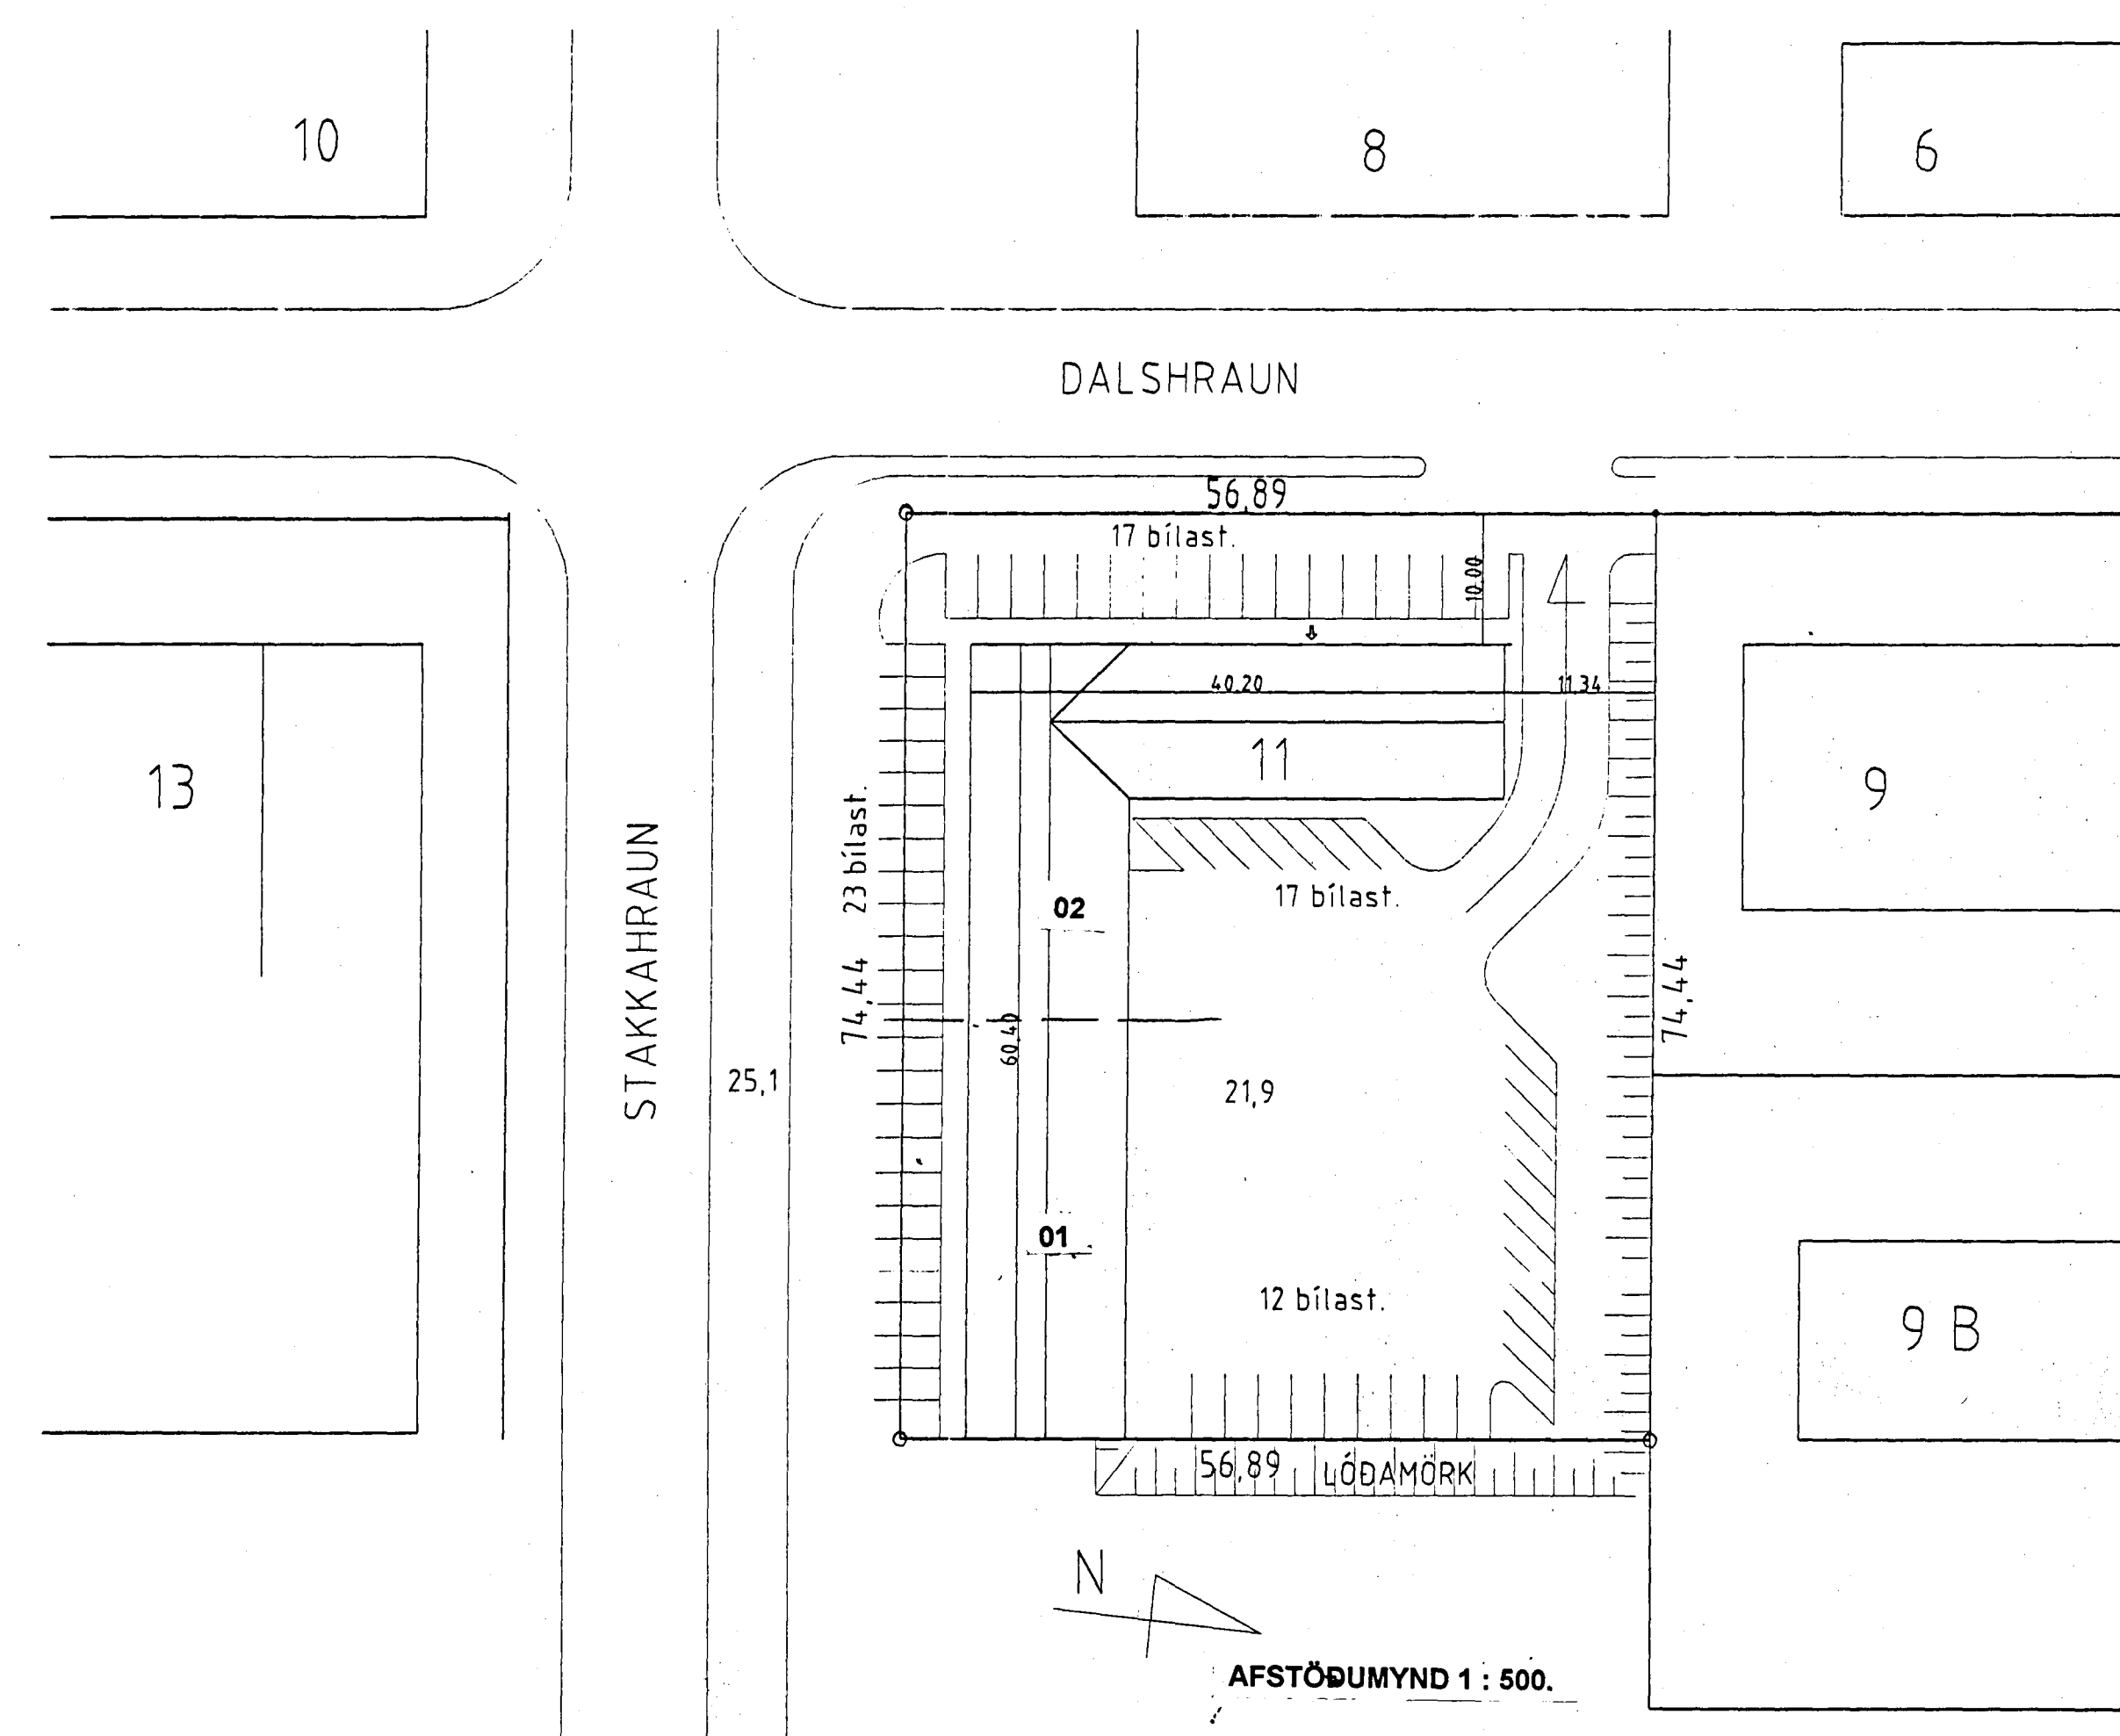 10
8
6
DALSHRAUN
56,89
17 bílast.
10.00
40.20
11.34
11
13
9
23 bílast.
STAKKAHRAUN
02
17 bílast.
74,44
74,44
60.40
25,1
21,9
01
12 bílast.
9 B
56,89
LÓÐAMÖRK
N
AFSTÖÐUMYND 1 : 500.